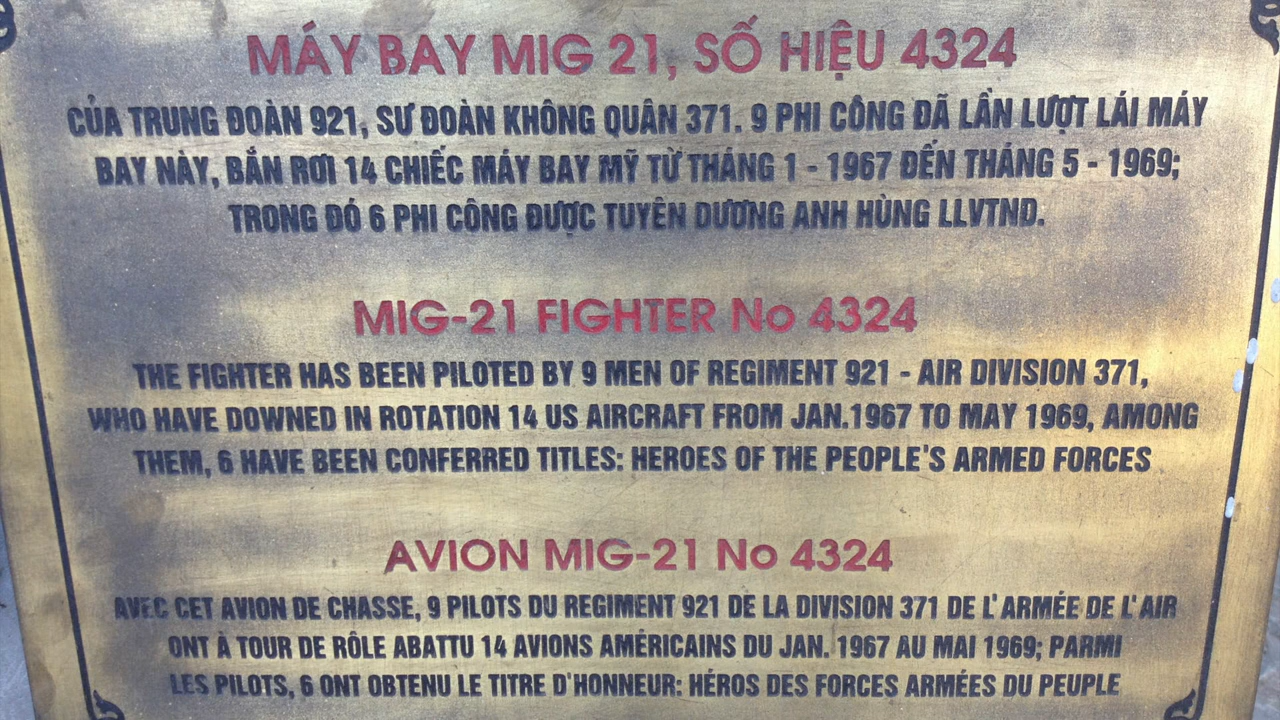 MÁY BAY MIG 21, SỐ HIỆU 4324
CỦA TRUNG ĐOÀN 921, SƯ ĐOÀN KHÔNG QUÂN 371. 9 PHI CÔNG ĐÃ LẦN LƯỢT LÁI MÁY
BAY NÀY, BẮN RƠI 14 CHIẾC MÁY BAY MỸ TỪ THÁNG 1 - 1967 ĐẾN THÁNG 5 - 1969;
TRONG ĐÓ 6 PHI CÔNG ĐƯỢC TUYÊN DƯƠNG ANH HÙNG LLVTND.
MIG-21 FIGHTER No 4324
THE FIGHTER HAS BEEN PILOTED BY 9 MEN OF REGIMENT 921 - AIR DIVISION 371,
WHO HAVE DOWNED IN ROTATION 14 US AIRCRAFT FROM JAN.1967 TO MAY 1969, AMONG
THEM, 6 HAVE BEEN CONFERRED TITLES: HEROES OF THE PEOPLE'S ARMED FORCES
AVION MIG-21 No 4324
AVEC CET AVION DE CHASSE, 9 PILOTS DU REGIMENT 921 DE LA DIVISION 371 DE L'ARMÉE DE L'AIR
ONT À TOUR DE RÔLE ABATTU 14 AVIONS AMÉRICAINS DU JAN. 1967 AU MAI 1969; PARMI
LES PILOTS, 6 ONT OBTENU LE TITRE D'HONNEUR: HÉROS DES FORCES ARMÉES DU PEUPLE